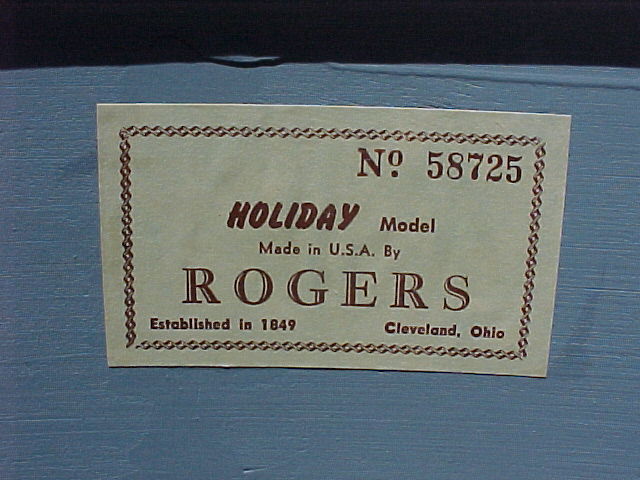 Nº 58725
HOLIDAY Model
Made in U.S.A. By
ROGERS
Established in 1849 Cleveland, Ohio